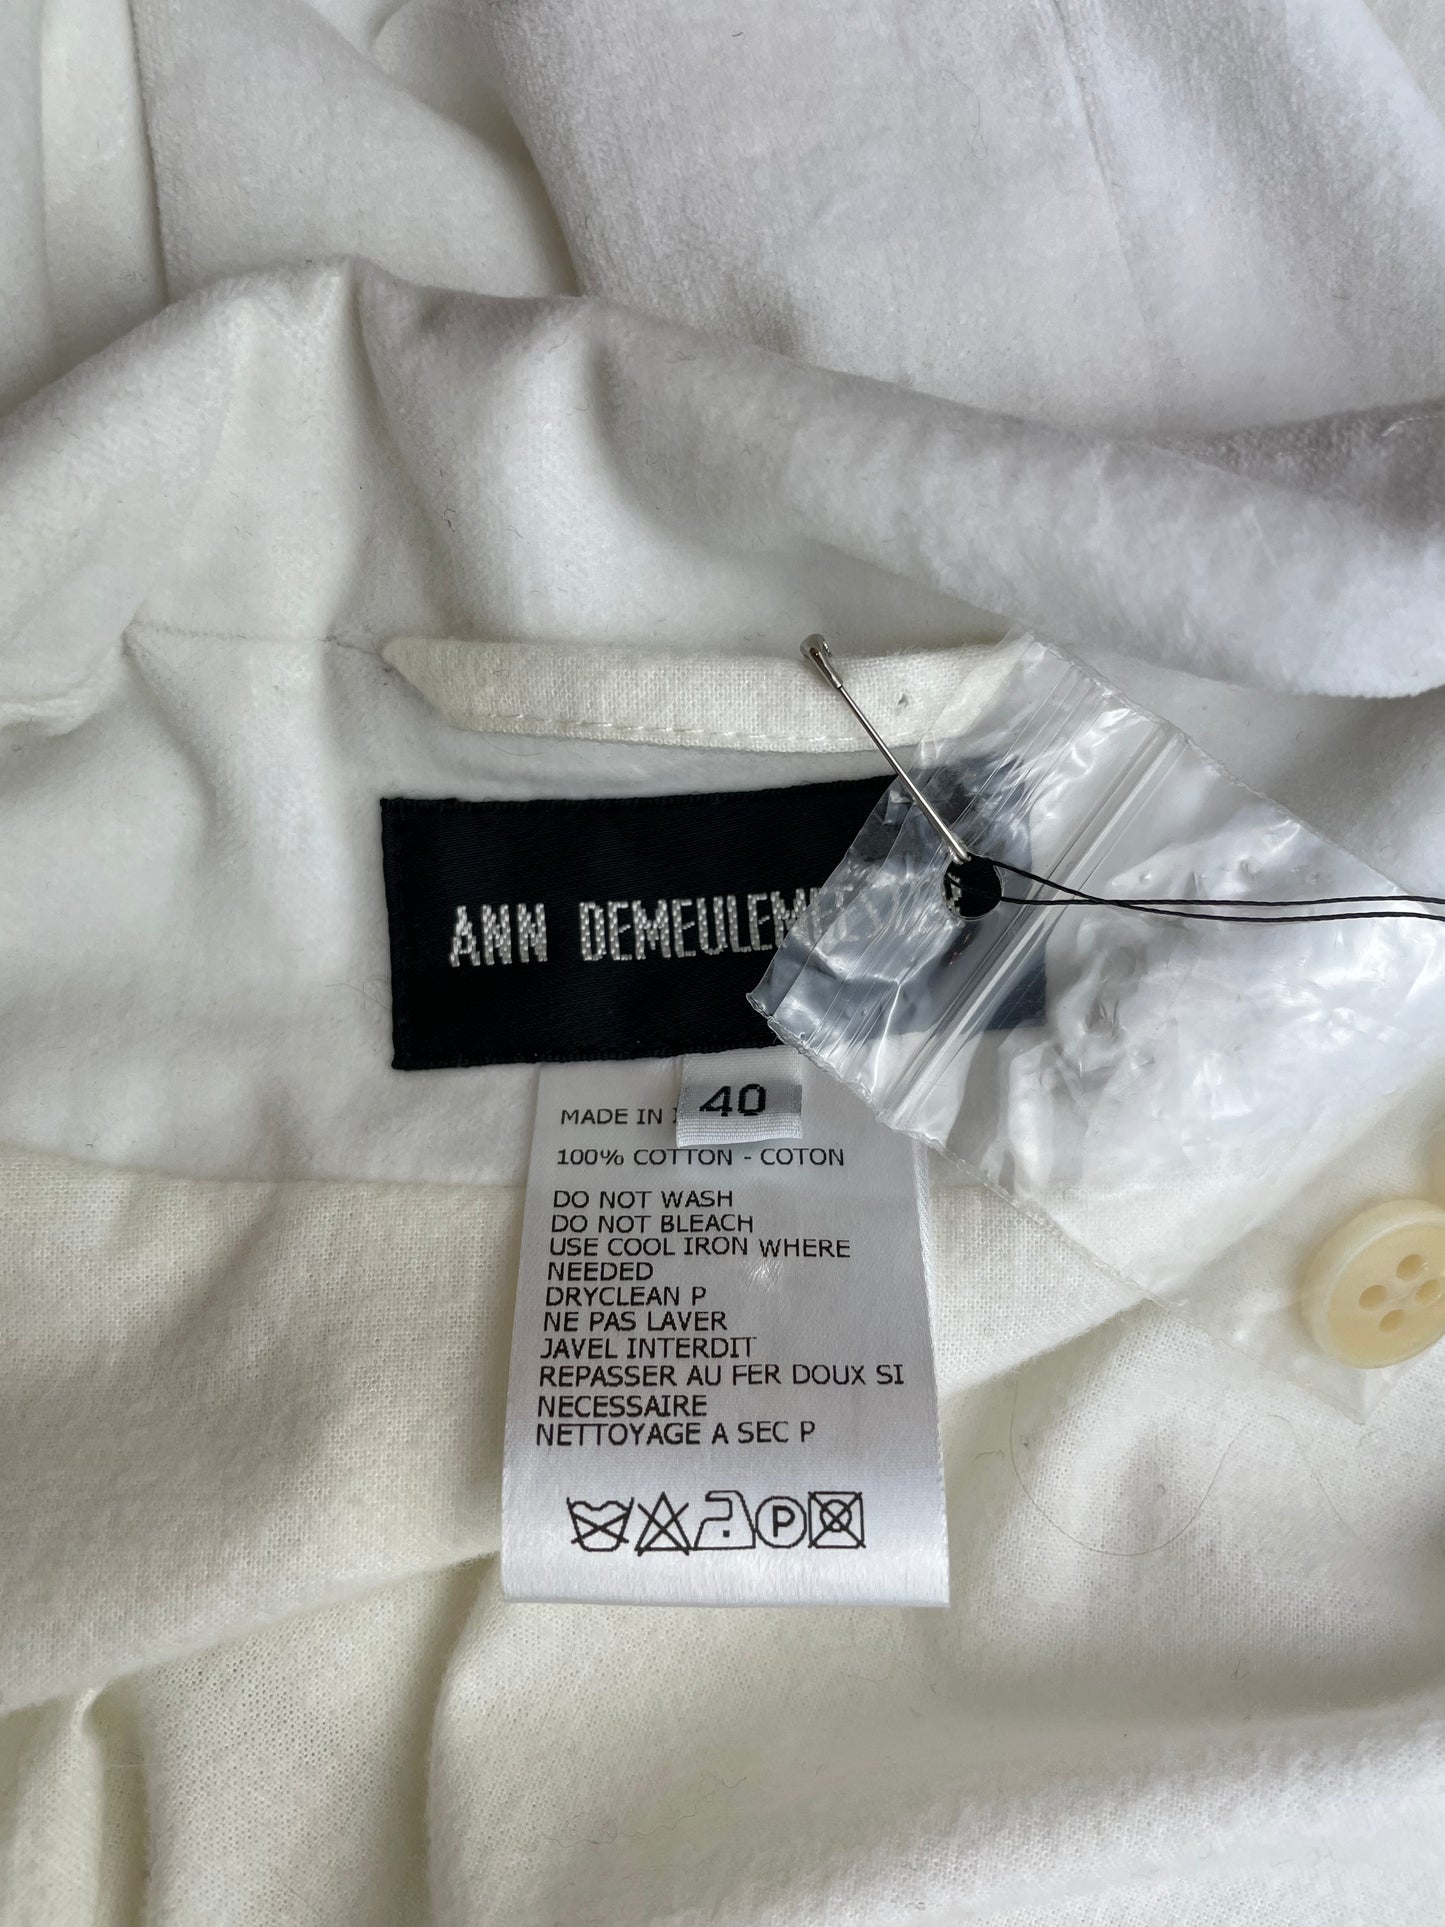 ANN DEMEULEMEESTER
40
MADE IN
100% COTTON - COTON
DO NOT WASH
DO NOT BLEACH
USE COOL IRON WHERE
NEEDED
DRYCLEAN P
NE PAS LAVER
JAVEL INTERDIT
REPASSER AU FER DOUX SI
NECESSAIRE
NETTOYAGE A SEC P
P